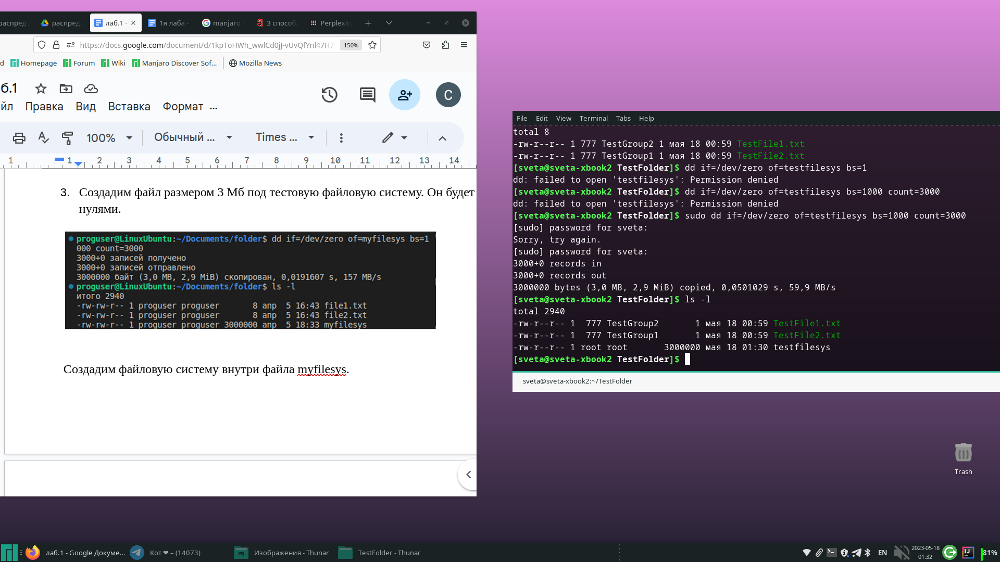 распред
распред.
лаб.1 -
1я лаба -
manjaro
3 способ
Perplexity
https://docs.google.com/document/d/1kpToHWh_wwlCd0jJ-vUvQfYnl47H7
150%
d
Homepage
Forum
Wiki
Manjaro Discover Sof...
Mozilla News
б.1
йл
Правка
Вид
Вставка
Формат
...
C
100%
Обычный ...
Times ...
1 1 2 3 4 5 6 7 8 9 10 11 12 13 14
3. Создадим файл размером 3 Мб под тестовую файловую систему. Он будет
нулями.
proguser@LinuxUbuntu:~/Documents/folder$ dd if=/dev/zero of=myfilesys bs=1
000 count=3000
3000+0 записей получено
3000+0 записей отправлено
3000000 байт (3,0 MB, 2,9 MiB) скопирован, 0,0191607 s, 157 MB/s
proguser@LinuxUbuntu:~/Documents/folder$ ls -l
итого 2940
-rw-rw-r-- 1 proguser proguser       8 апр  5 16:43 file1.txt
-rw-rw-r-- 1 proguser proguser       8 апр  5 16:43 file2.txt
-rw-rw-r-- 1 proguser proguser 3000000 апр  5 18:33 myfilesys
Создадим файловую систему внутри файла myfilesys.
File Edit View Terminal Tabs Help
total 8
-rw-r--r-- 1 777 TestGroup2 1 мая 18 00:59 TestFile1.txt
-rw-r--r-- 1 777 TestGroup1 1 мая 18 00:59 TestFile2.txt
[sveta@sveta-xbook2 TestFolder]$ dd if=/dev/zero of=testfilesys bs=1
dd: failed to open 'testfilesys': Permission denied
[sveta@sveta-xbook2 TestFolder]$ dd if=/dev/zero of=testfilesys bs=1000 count=3000
dd: failed to open 'testfilesys': Permission denied
[sveta@sveta-xbook2 TestFolder]$ sudo dd if=/dev/zero of=testfilesys bs=1000 count=3000
[sudo] password for sveta:
Sorry, try again.
[sudo] password for sveta:
3000+0 records in
3000+0 records out
3000000 bytes (3,0 MB, 2,9 MiB) copied, 0,0501029 s, 59,9 MB/s
[sveta@sveta-xbook2 TestFolder]$ ls -l
total 2940
-rw-r--r-- 1  777 TestGroup2       1 мая 18 00:59 TestFile1.txt
-rw-r--r-- 1  777 TestGroup1       1 мая 18 00:59 TestFile2.txt
-rw-r--r-- 1 root root       3000000 мая 18 01:30 testfilesys
[sveta@sveta-xbook2 TestFolder]$
sveta@sveta-xbook2:~/TestFolder
Trash
лаб.1 - Google Докуме...
Кот ❤ – (14073)
Изображения - Thunar
TestFolder - Thunar
EN
2023-05-18
01:32
IJ
81%